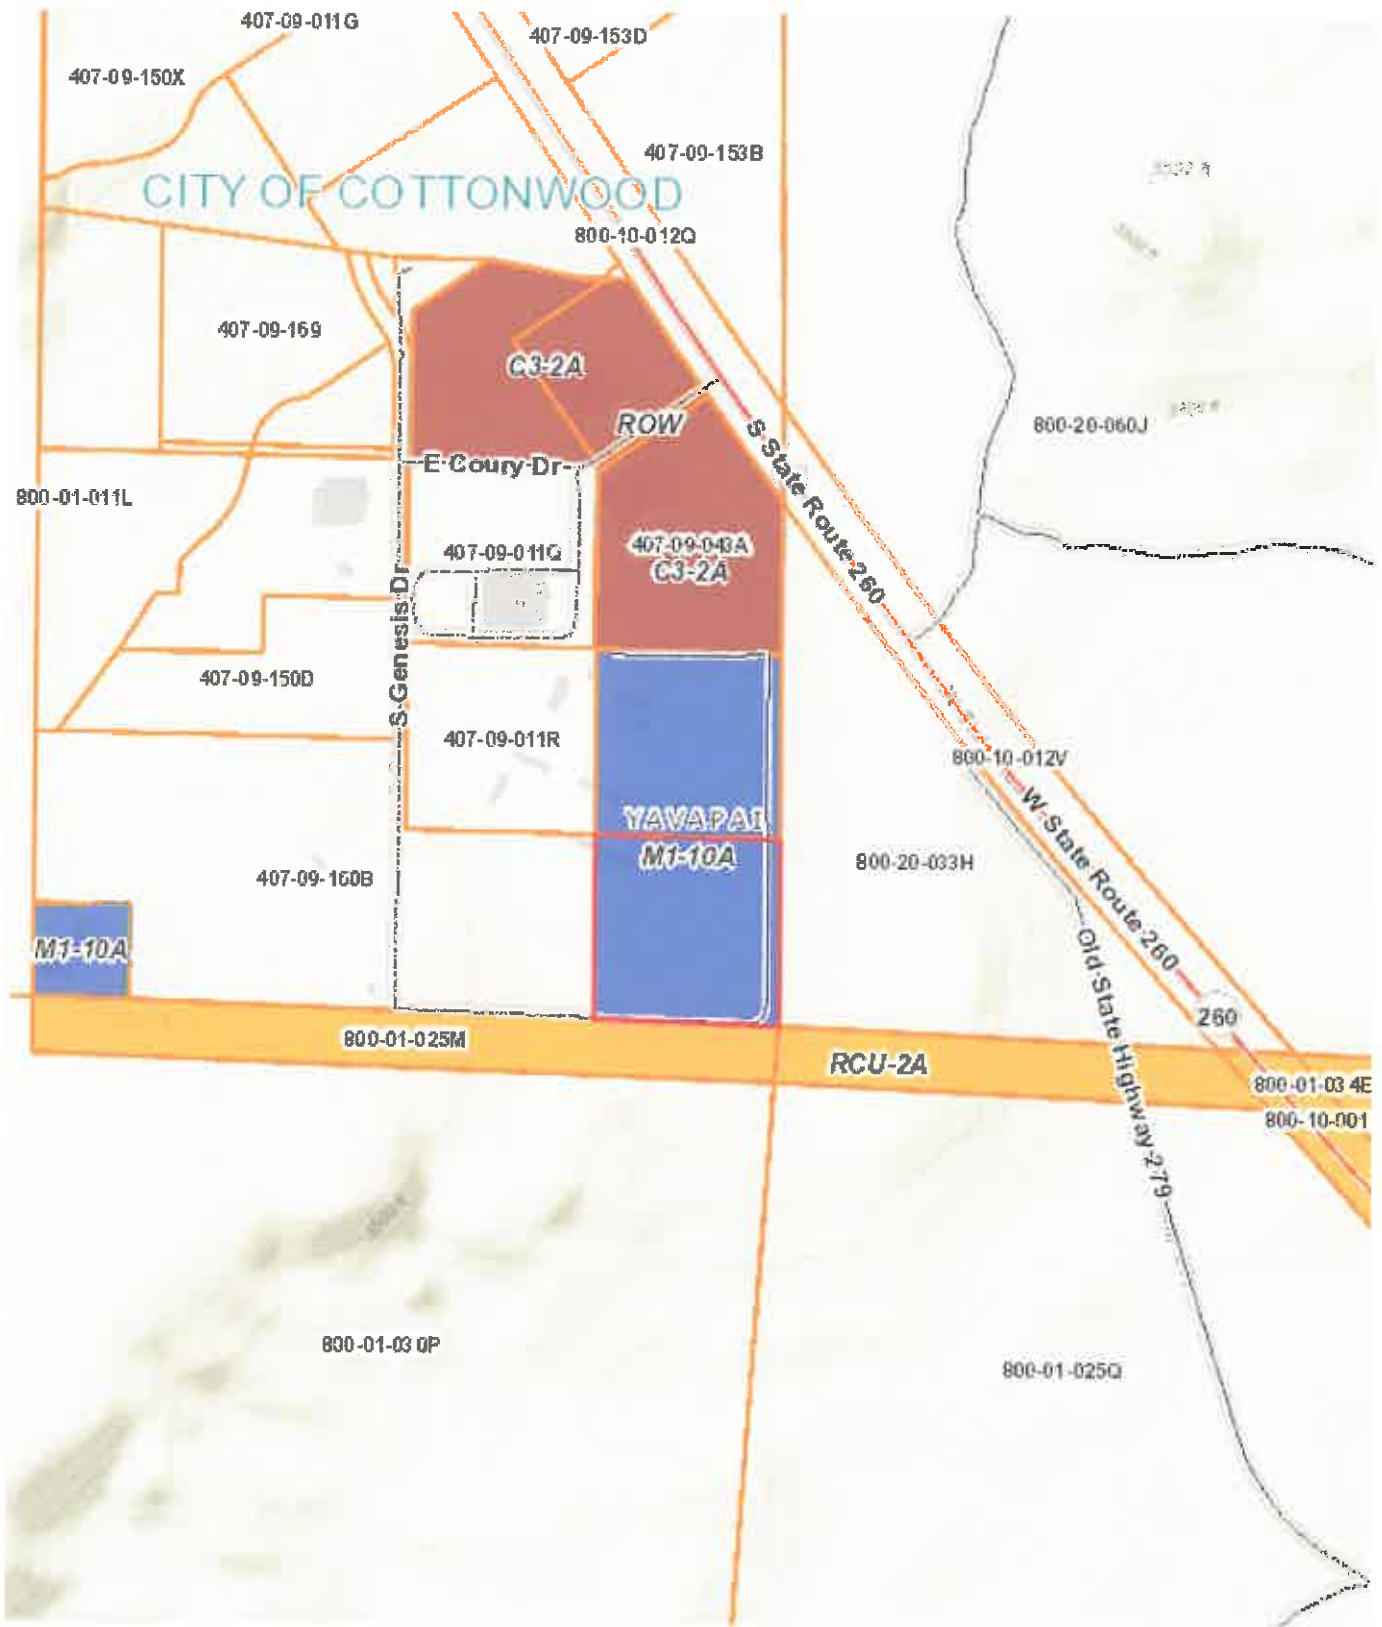 407-09-011G
407-09-153D
407-09-150X
407-09-153B
CITY OF COTTONWOOD
800-10-012Q
407-09-169
C3-2A
ROW
800-20-060J
E Coury Dr
S State Route 260
800-01-011L
407-09-011Q
407-09-043A
C3-2A
S Genesis Dr
407-09-150D
407-09-011R
800-10-012V
YAVAPAI
M1-10A
W State Route 260
800-20-033H
407-09-160B
M1-10A
Old State Highway 279
260
800-01-025M
RCU-2A
800-01-03 4E
800-10-001
800-01-03 0P
800-01-025Q